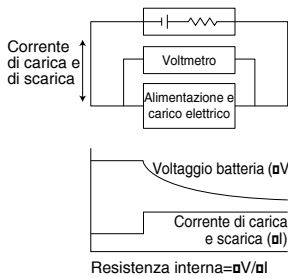 Corrente
di carica e
di scarica
Voltmetro
Alimentazione e
carico elettrico
Voltaggio batteria (◘V
Corrente di carica
e scarica (◘I)
Resistenza interna=◘V/◘I